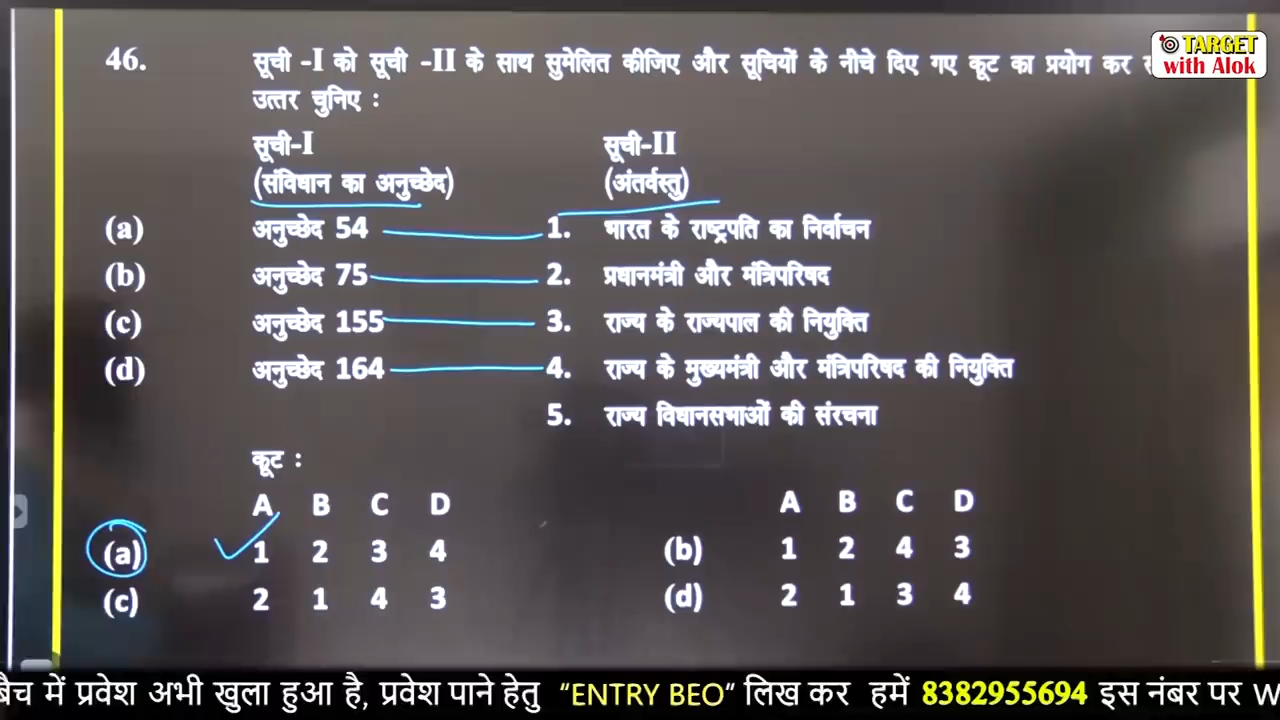 TARGET
with Alok
46. सूची -I को सूची -II के साथ सुमेलित कीजिए और सूचियों के नीचे दिए गए कूट का प्रयोग कर
उत्तर चुनिए :
सूची-I सूची-II
(संविधान का अनुच्छेद) (अंतर्वस्तु)
(a) अनुच्छेद 54 1. भारत के राष्ट्रपति का निर्वाचन
(b) अनुच्छेद 75 2. प्रधानमंत्री और मंत्रिपरिषद
(c) अनुच्छेद 155 3. राज्य के राज्यपाल की नियुक्ति
(d) अनुच्छेद 164 4. राज्य के मुख्यमंत्री और मंत्रिपरिषद की नियुक्ति
5. राज्य विधानसभाओं की संरचना
कूट :
A B C D A B C D
(a) 1 2 3 4 (b) 1 2 4 3
(c) 2 1 4 3 (d) 2 1 3 4
बैच में प्रवेश अभी खुला हुआ है, प्रवेश पाने हेतु “ENTRY BEO” लिख कर हमें 8382955694 इस नंबर पर W